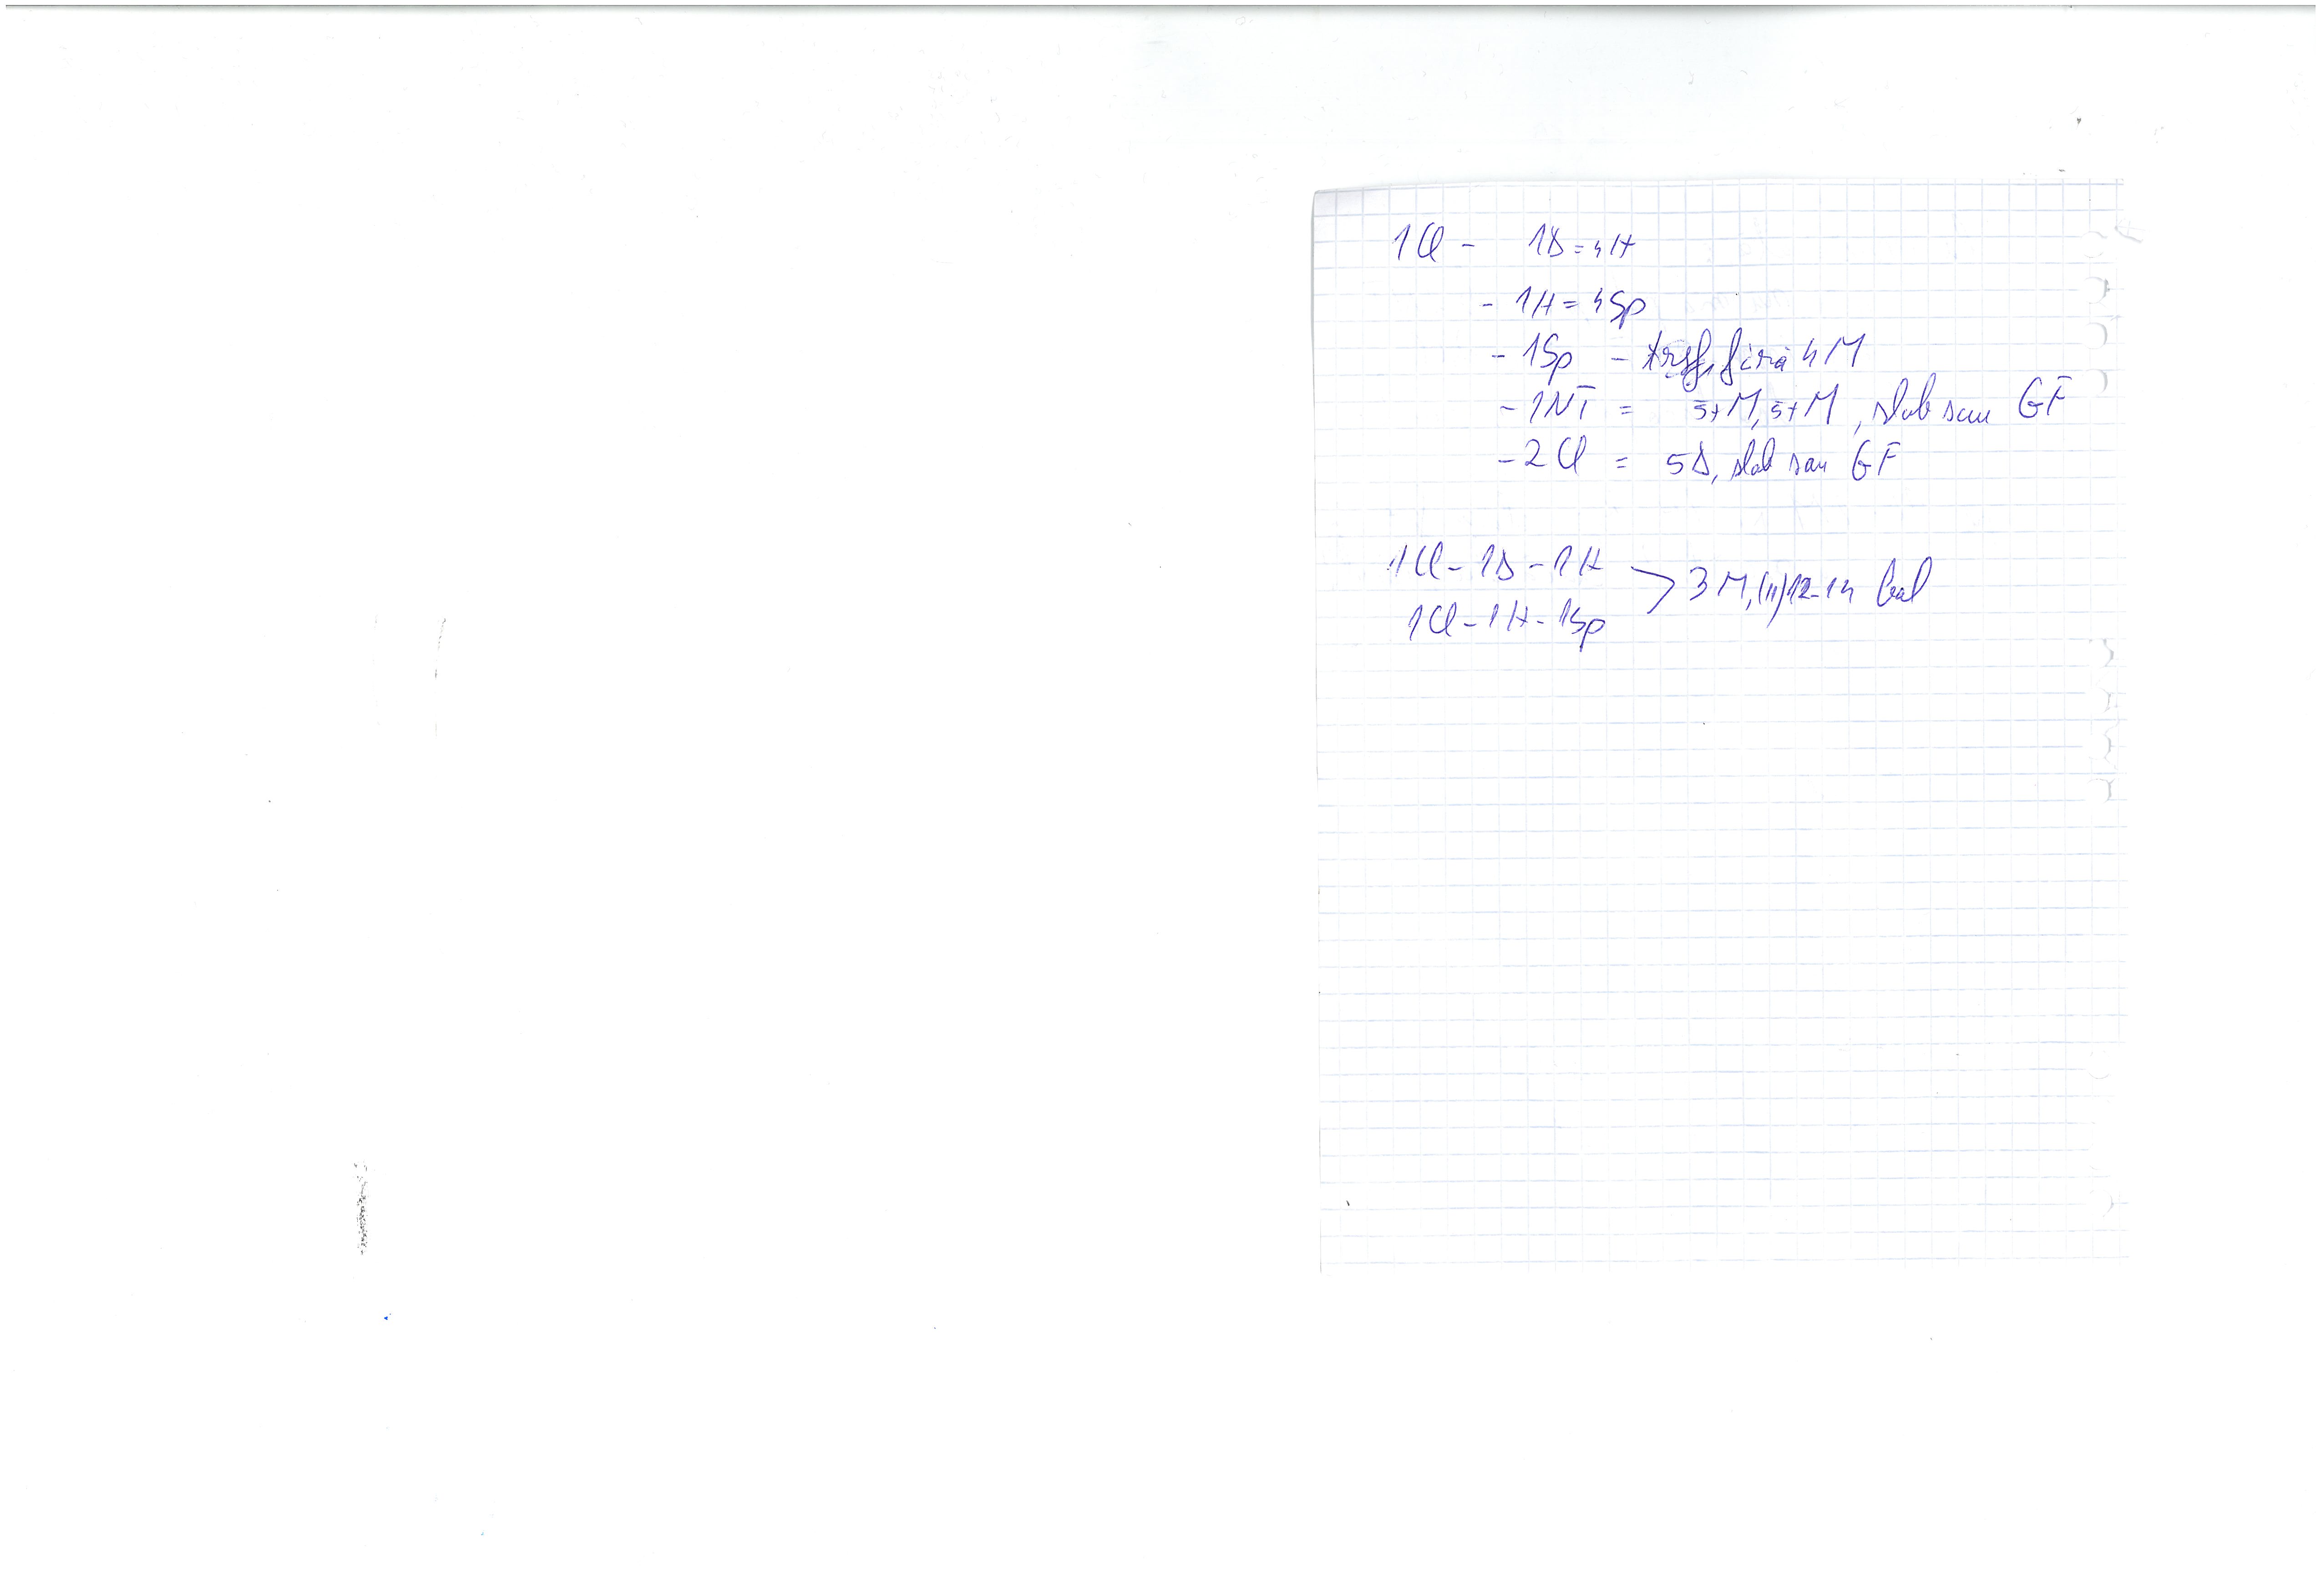 1Cl - 1D = 4H
- 1H = 4Sp
- 1Sp - trsf, fără 4M
- 1NT = 5+M, 5+M, slab sau GF
- 2Cl = 5D, slab sau GF
1Cl - 1D - 1H > 3M, (11)12-14 bal
1Cl - 1H - 1Sp